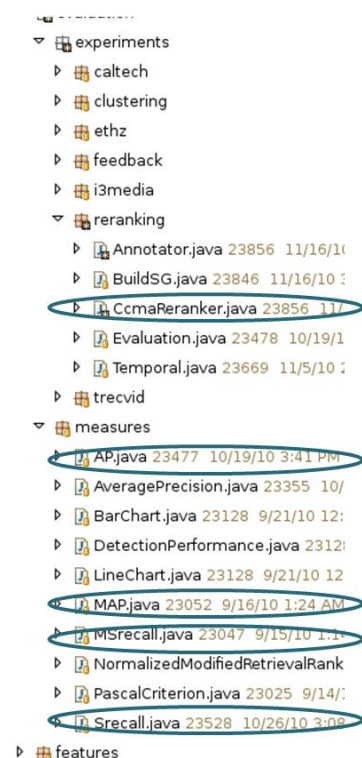 experiments
caltech
clustering
ethz
feedback
i3media
reranking
Annotator.java 23856 11/16/10
BuildSG.java 23846 11/16/10 3:
CcmaReranker.java 23856 11/
Evaluation.java 23478 10/19/1
Temporal.java 23669 11/5/10 2
trecvid
measures
AP.java 23477 10/19/10 3:41 PM
AveragePrecision.java 23355 10/
BarChart.java 23128 9/21/10 12:
DetectionPerformance.java 2312
LineChart.java 23128 9/21/10 12
MAP.java 23052 9/16/10 1:24 AM
MSrecall.java 23047 9/15/10 1:1
NormalizedModifiedRetrievalRank
PascalCriterion.java 23025 9/14/
Srecall.java 23528 10/26/10 3:08
features